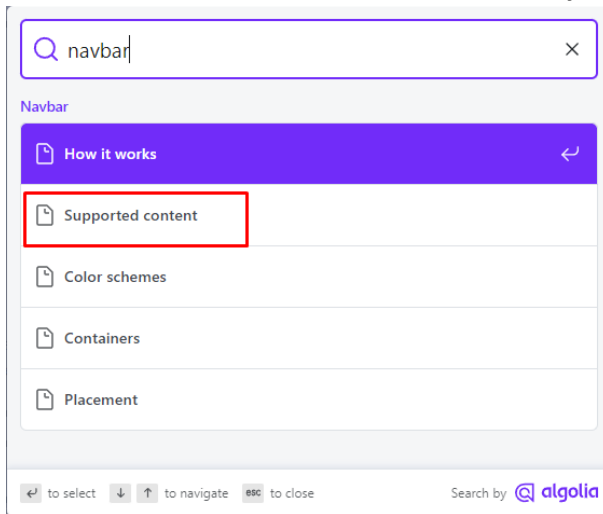 navbar
Navbar
How it works
Supported content
Color schemes
Containers
Placement
to select to navigate esc to close Search by algolia